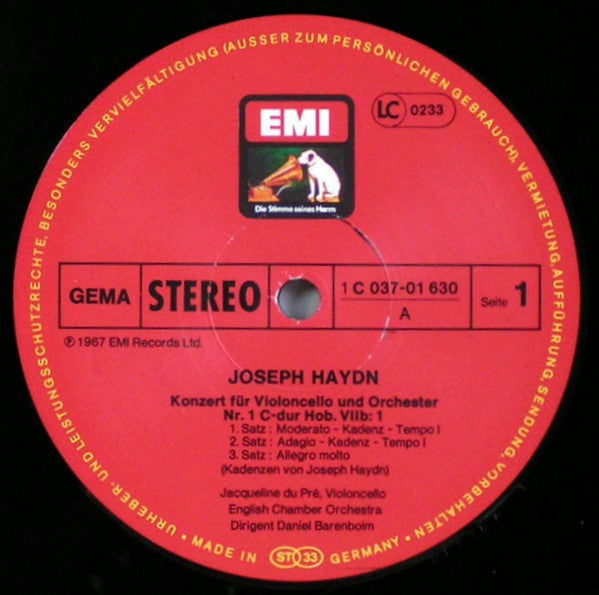 URHEBER- UND LEISTUNGSSCHUTZRECHTE, BESONDERS VERVIELFÄLTIGUNG (AUSSER ZUM PERSÖNLICHEN GEBRAUCH), VERMIETUNG, AUFFÜHRUNG, SENDUNG, VORBEHALTEN •
EMI
LC 0233
Die Stimme seines Herrn
GEMA STEREO 1 C 037-01 630 Seite 1
A
℗ 1967 EMI Records Ltd.
JOSEPH HAYDN
Konzert für Violoncello und Orchester
Nr. 1 C-dur Hob. VIIb: 1
1. Satz: Moderato - Kadenz - Tempo I
2. Satz: Adagio - Kadenz - Tempo I
3. Satz: Allegro molto
(Kadenzen von Joseph Haydn)
Jacqueline du Pré, Violoncello
English Chamber Orchestra
Dirigent Daniel Barenboim
• MADE IN ST 33 GERMANY •